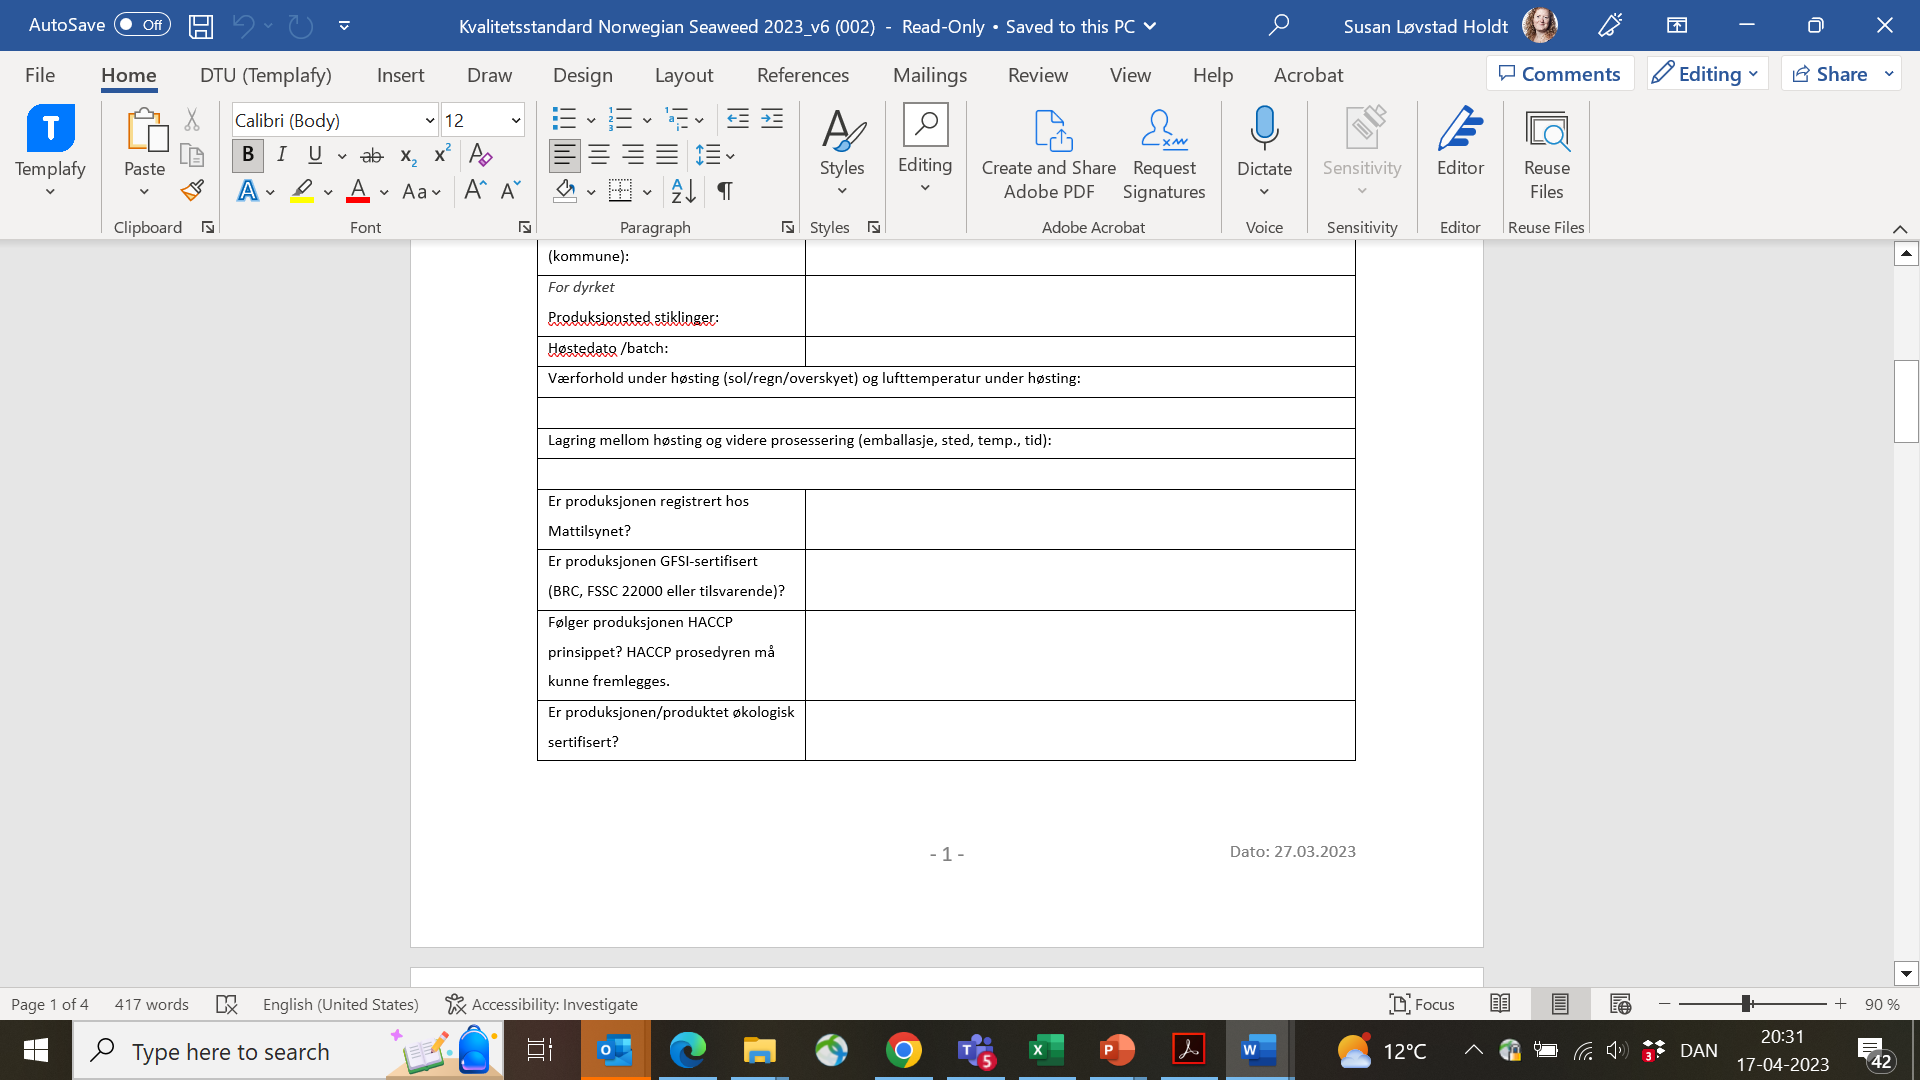 AutoSave Off
Kvalitetsstandard Norwegian Seaweed 2023_v6 (002) - Read-Only • Saved to this PC
Susan Løvstad Holdt
File Home DTU (Templafy) Insert Draw Design Layout References Mailings Review View Help Acrobat
Comments Editing Share
Templafy
Paste
Clipboard
Calibri (Body) 12
B I U ab x2 x2 A
A A Aa A A
Font
Paragraph
Styles
Styles
Editing
Create and Share
Adobe PDF
Request
Signatures
Adobe Acrobat
Dictate
Voice
Sensitivity
Sensitivity
Editor
Editor
Reuse
Files
Reuse Files
(kommune):
For dyrket
Produksjonsted stiklinger:
Høstedato /batch:
Værforhold under høsting (sol/regn/overskyet) og lufttemperatur under høsting:
Lagring mellom høsting og videre prosessering (emballasje, sted, temp., tid):
Er produksjonen registrert hos
Mattilsynet?
Er produksjonen GFSI-sertifisert
(BRC, FSSC 22000 eller tilsvarende)?
Følger produksjonen HACCP
prinsippet? HACCP prosedyren må
kunne fremlegges.
Er produksjonen/produktet økologisk
sertifisert?
- 1 -
Dato: 27.03.2023
Page 1 of 4 417 words English (United States) Accessibility: Investigate
Focus
90 %
Type here to search
12°C
DAN
20:31
17-04-2023
42